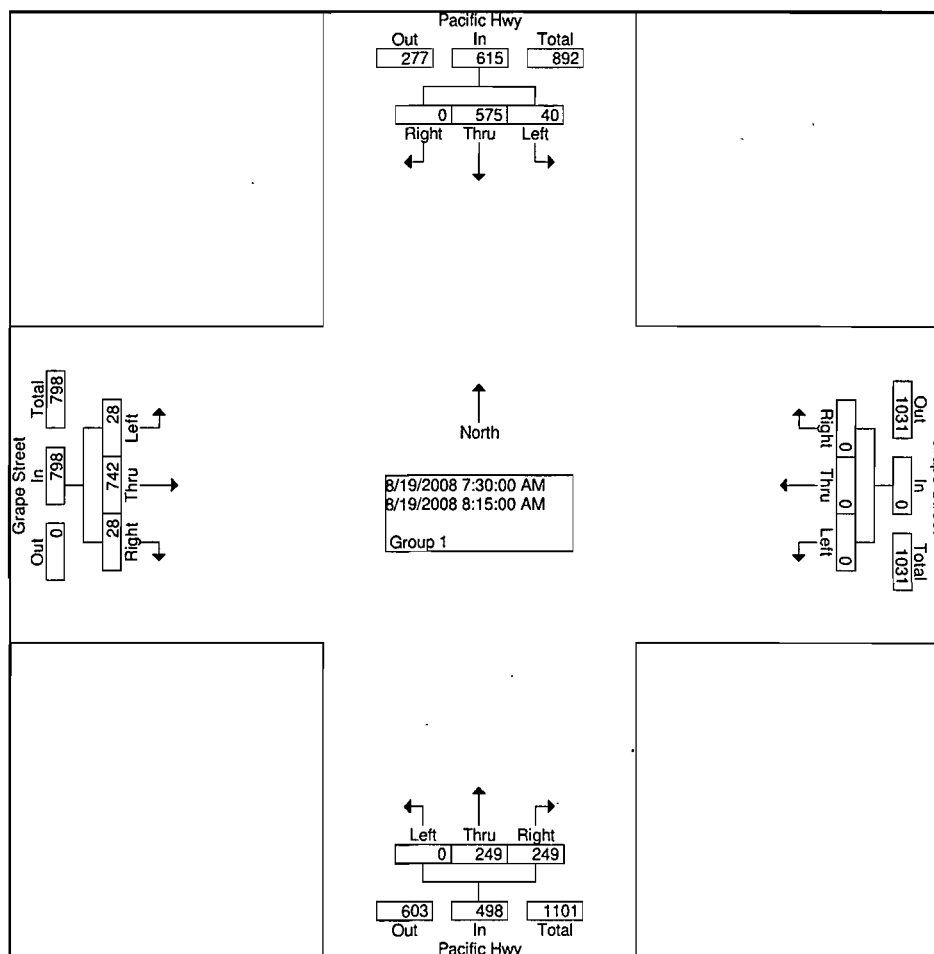 Pacific Hwy
Out In Total
277 615 892
0 575 40
Right Thru Left
Grape Street
Total In Out
798 798 0
28 742 28
Left Thru Right
North
8/19/2008 7:30:00 AM
8/19/2008 8:15:00 AM
Group 1
Right Thru Left
0 0 0
1031 0 1031
Out In Total
Left Thru Right
0 249 249
603 498 1101
Out In Total
Pacific Hwy